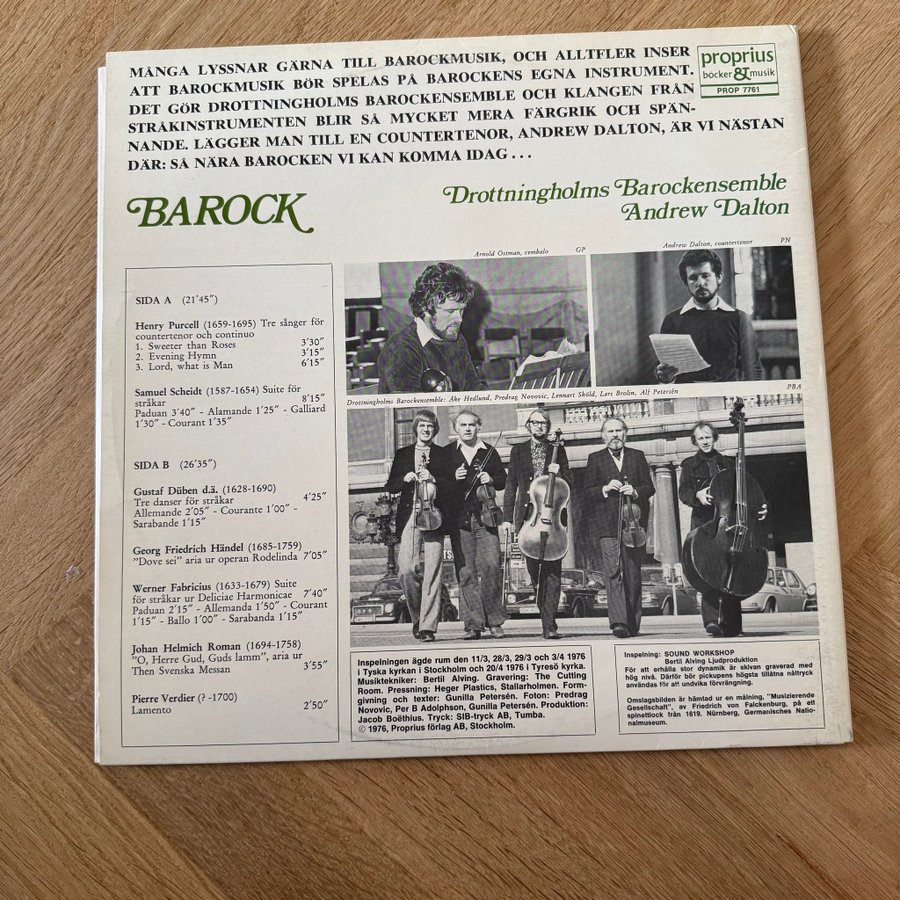 MÅNGA LYSSNAR GÄRNA TILL BAROCKMUSIK, OCH ALLTFLER INSER
ATT BAROCKMUSIK BÖR SPELAS PÅ BAROCKENS EGNA INSTRUMENT.
DET GÖR DROTTNINGHOLMS BAROCKENSEMBLE OCH KLANGEN FRÅN
STRÅKINSTRUMENTEN BLIR SÅ MYCKET MERA FÄRGRIK OCH SPÄN-
NANDE. LÄGGER MAN TILL EN COUNTERTENOR, ANDREW DALTON, ÄR VI NÄSTAN
DÄR: SÅ NÄRA BAROCKEN VI KAN KOMMA IDAG...
proprius
böcker & musik
PROP 7761
BAROCK
Drottningholms Barockensemble
Andrew Dalton
SIDA A (21'45")
Henry Purcell (1659-1695) Tre sånger för
countertenor och continuo
1. Sweeter than Roses 3'30"
2. Evening Hymn 3'15"
3. Lord, what is Man 6'15"
Samuel Scheidt (1587-1654) Suite för
stråkar 8'15"
Paduan 3'40" - Alamande 1'25" - Galliard
1'30" - Courant 1'35"
SIDA B (26'35")
Gustaf Düben d.ä. (1628-1690)
Tre danser för stråkar 4'25"
Allemande 2'05" - Courante 1'00" -
Sarabande 1'15"
Georg Friedrich Händel (1685-1759)
"Dove sei" aria ur operan Rodelinda 7'05"
Werner Fabricius (1633-1679) Suite
för stråkar ur Deliciae Harmonicae 7'40"
Paduan 2'15" - Allemanda 1'50" - Courant
1'15" - Ballo 1'00" - Sarabanda 1'15"
Johan Helmich Roman (1694-1758)
"O, Herre Gud, Guds lamm", aria ur
Then Svenska Messan 3'55"
Pierre Verdier (? -1700)
Lamento 2'50"
Arnold Östman, cembalo GP
Andrew Dalton, countertenor PN
Drottningholms Barockensemble: Åke Hedlund, Predrag Novovic, Lennart Sköld, Lars Brolin, Alf Petersén PBA
Inspelningen ägde rum den 11/3, 28/3, 29/3 och 3/4 1976
i Tyska kyrkan i Stockholm och 20/4 1976 i Tyresö kyrka.
Musiktekniker: Bertil Alving. Gravering: The Cutting
Room. Pressning: Heger Plastics, Stallarholmen. Form-
givning och texter: Gunilla Petersén. Foton: Predrag
Novovic, Per B Adolphson, Gunilla Petersén. Produktion:
Jacob Boëthius. Tryck: SIB-tryck AB, Tumba.
© 1976, Proprius förlag AB, Stockholm.
Inspelning: SOUND WORKSHOP
Bertil Alving Ljudproduktion
För att erhålla stor dynamik är skivan graverad med
hög nivå. Därför bör pickupens högsta tillåtna nåltryck
användas för att undvika förvrängning.
Omslagsbilden är hämtad ur en målning, "Musizierende
Gesellschaft", av Friedrich von Falckenburg, på ett
spinettlock från 1619. Nürnberg, Germanisches Natio-
nalmuseum.